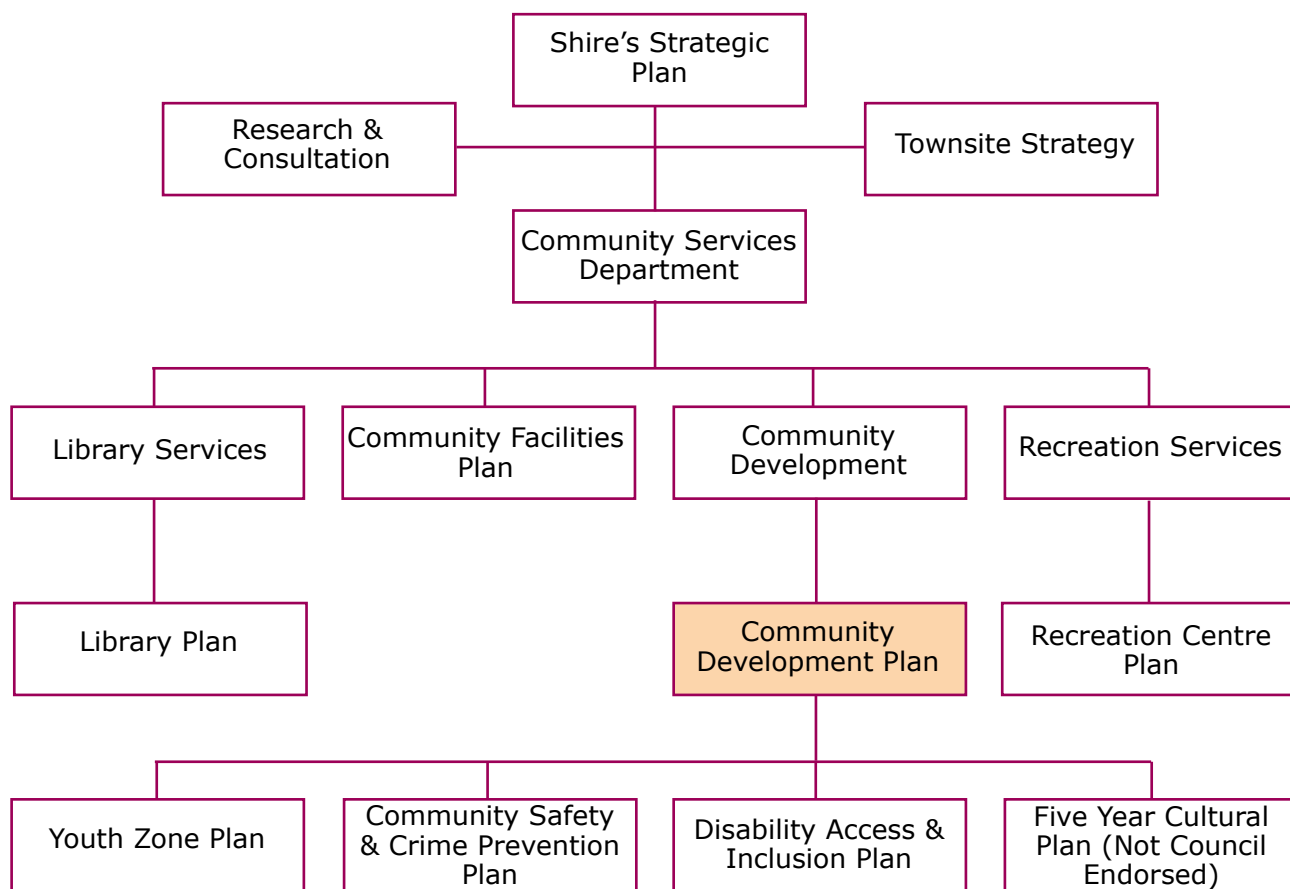 Shire’s Strategic
Plan
Research &
Consultation
Townsite Strategy
Community Services
Department
Library Services
Community Facilities
Plan
Community
Development
Recreation Services
Library Plan
Community
Development Plan
Recreation Centre
Plan
Youth Zone Plan
Community Safety
& Crime Prevention
Plan
Disability Access &
Inclusion Plan
Five Year Cultural
Plan (Not Council
Endorsed)